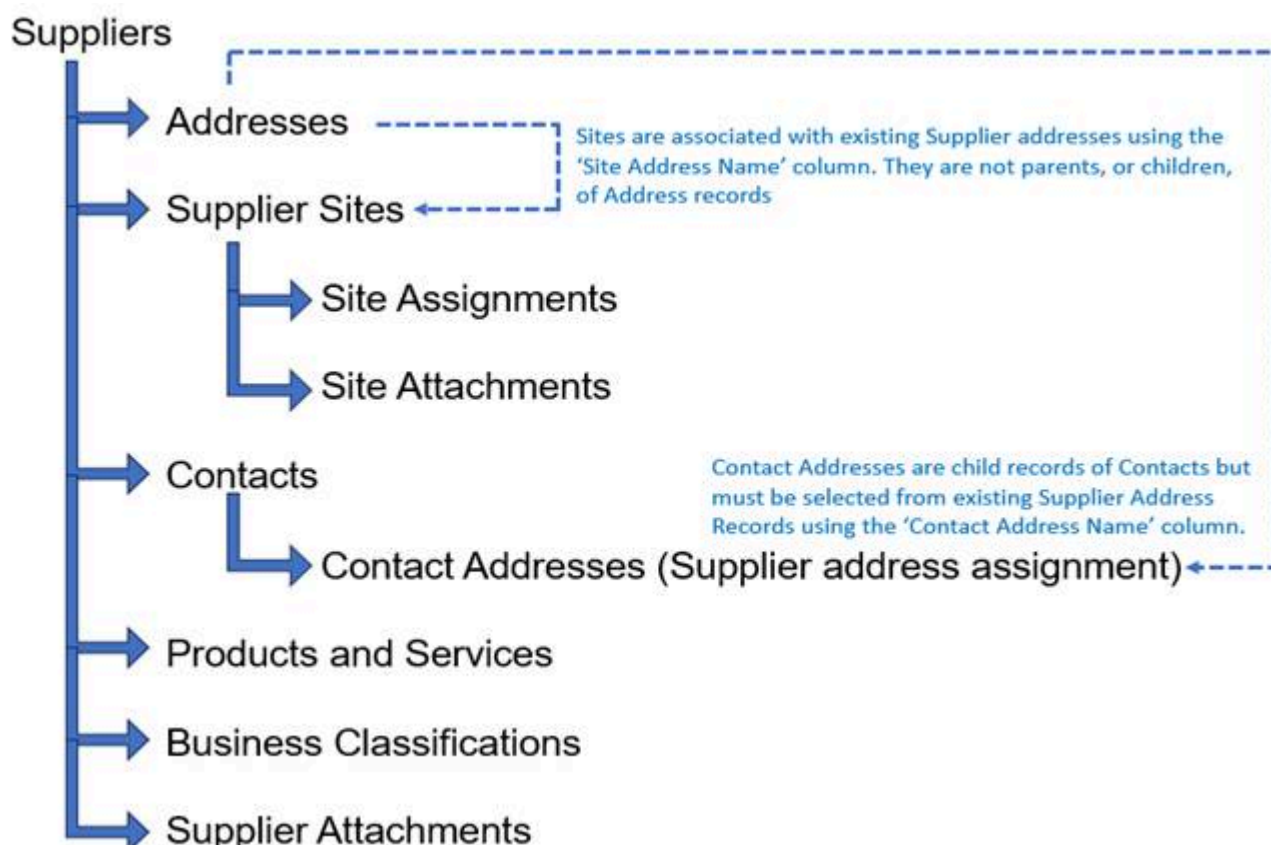 Suppliers
Addresses
Sites are associated with existing Supplier addresses using the
‘Site Address Name’ column. They are not parents, or children,
of Address records
Supplier Sites
Site Assignments
Site Attachments
Contacts
Contact Addresses are child records of Contacts but
must be selected from existing Supplier Address
Records using the ‘Contact Address Name’ column.
Contact Addresses (Supplier address assignment)
Products and Services
Business Classifications
Supplier Attachments